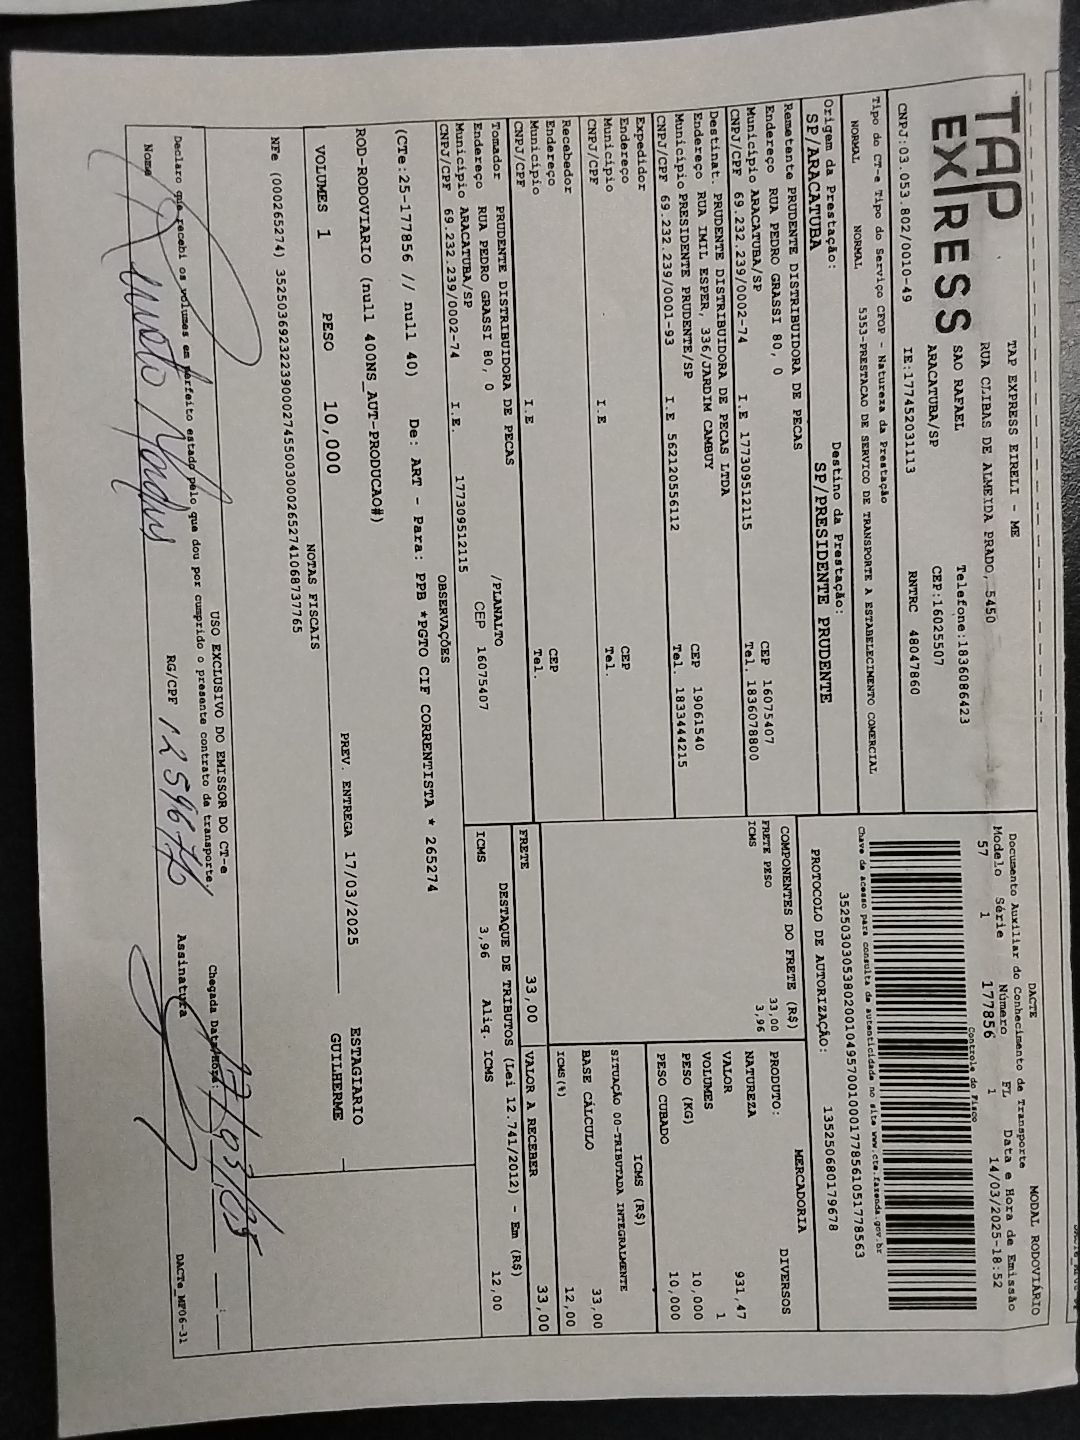 TAP
EXPRESS
TAP EXPRESS EIRELI - ME
RUA CLIBAS DE ALMEIDA PRADO, 5450
SAO RAFAEL Telefone:1836086423
ARACATUBA/SP CEP:16025507
CNPJ:03.053.802/0010-49 IE:177452031113 RNTRC 48047860
Tipo do CT-e Tipo do Serviço CFOP - Natureza da Prestação
NORMAL NORMAL 5353-PRESTACAO DE SERVICO DE TRANSPORTE A ESTABELECIMENTO COMERCIAL
Origem da Prestação: Destino da Prestação:
SP/ARACATUBA SP/PRESIDENTE PRUDENTE
DACTE MODAL RODOVIÁRIO
Documento Auxiliar do Conhecimento de Transporte
Modelo Série Número FL Data e Hora de Emissão
57 1 177856 1 14/03/2025-18:52
Controle do Fisco
Chave de acesso para consulta de autenticidade no site www.cte.fazenda.gov.br
35250303053802001049570010001778561051778563
PROTOCOLO DE AUTORIZAÇÃO: 135250680179678
Remetente PRUDENTE DISTRIBUIDORA DE PECAS
Endereço RUA PEDRO GRASSI 80, 0 CEP 16075407
Município ARACATUBA/SP Tel. 1836078800
CNPJ/CPF 69.232.239/0002-74 I.E 177309512115
Destinat. PRUDENTE DISTRIBUIDORA DE PECAS LTDA
Endereço RUA IMIL ESPER, 336/JARDIM CAMBUY CEP 19061540
Município PRESIDENTE PRUDENTE/SP Tel. 1833444215
CNPJ/CPF 69.232.239/0001-93 I.E 562120556112
Expedidor
Endereço CEP
Município Tel.
CNPJ/CPF I.E
Recebedor
Endereço CEP
Município Tel.
CNPJ/CPF I.E
Tomador PRUDENTE DISTRIBUIDORA DE PECAS
Endereço RUA PEDRO GRASSI 80, 0 /PLANALTO
Município ARACATUBA/SP CEP 16075407
CNPJ/CPF 69.232.239/0002-74 I.E. 177309512115
COMPONENTES DO FRETE (R$)
FRETE PESO 33,00
ICMS 3,96
MERCADORIA
PRODUTO: DIVERSOS
NATUREZA
VALOR 931,47
VOLUMES 1
PESO (KG) 10,000
PESO CUBADO 10,000
ICMS (R$)
SITUAÇÃO 00-TRIBUTADA INTEGRALMENTE
BASE CÁLCULO 33,00
ICMS(%) 12,00
FRETE 33,00 VALOR A RECEBER 33,00
DESTAQUE DE TRIBUTOS (Lei 12.741/2012) - Em (R$)
ICMS 3,96 Aliq. ICMS 12,00
OBSERVAÇÕES
(CTe:25-177856 // null 40) De: ART - Para: PPB *PGTO CIF CORRENTISTA * 265274
ROD-RODOVIARIO (null 400NS_AUT-PRODUCAO#)
ESTAGIARIO
GUILHERME
VOLUMES 1 PESO 10,000 PREV. ENTREGA 17/03/2025
NOTAS FISCAIS
NFe (000265274) 35250369232239000274550030002652741068737765
USO EXCLUSIVO DO EMISSOR DO CT-e
Declaro que recebi os volumes em perfeito estado pelo que dou por cumprido o presente contrato de transporte.
Chegada Data/Hora: 17/03/25 :
Nome RG/CPF Assinatura
DACTe_MF06-31